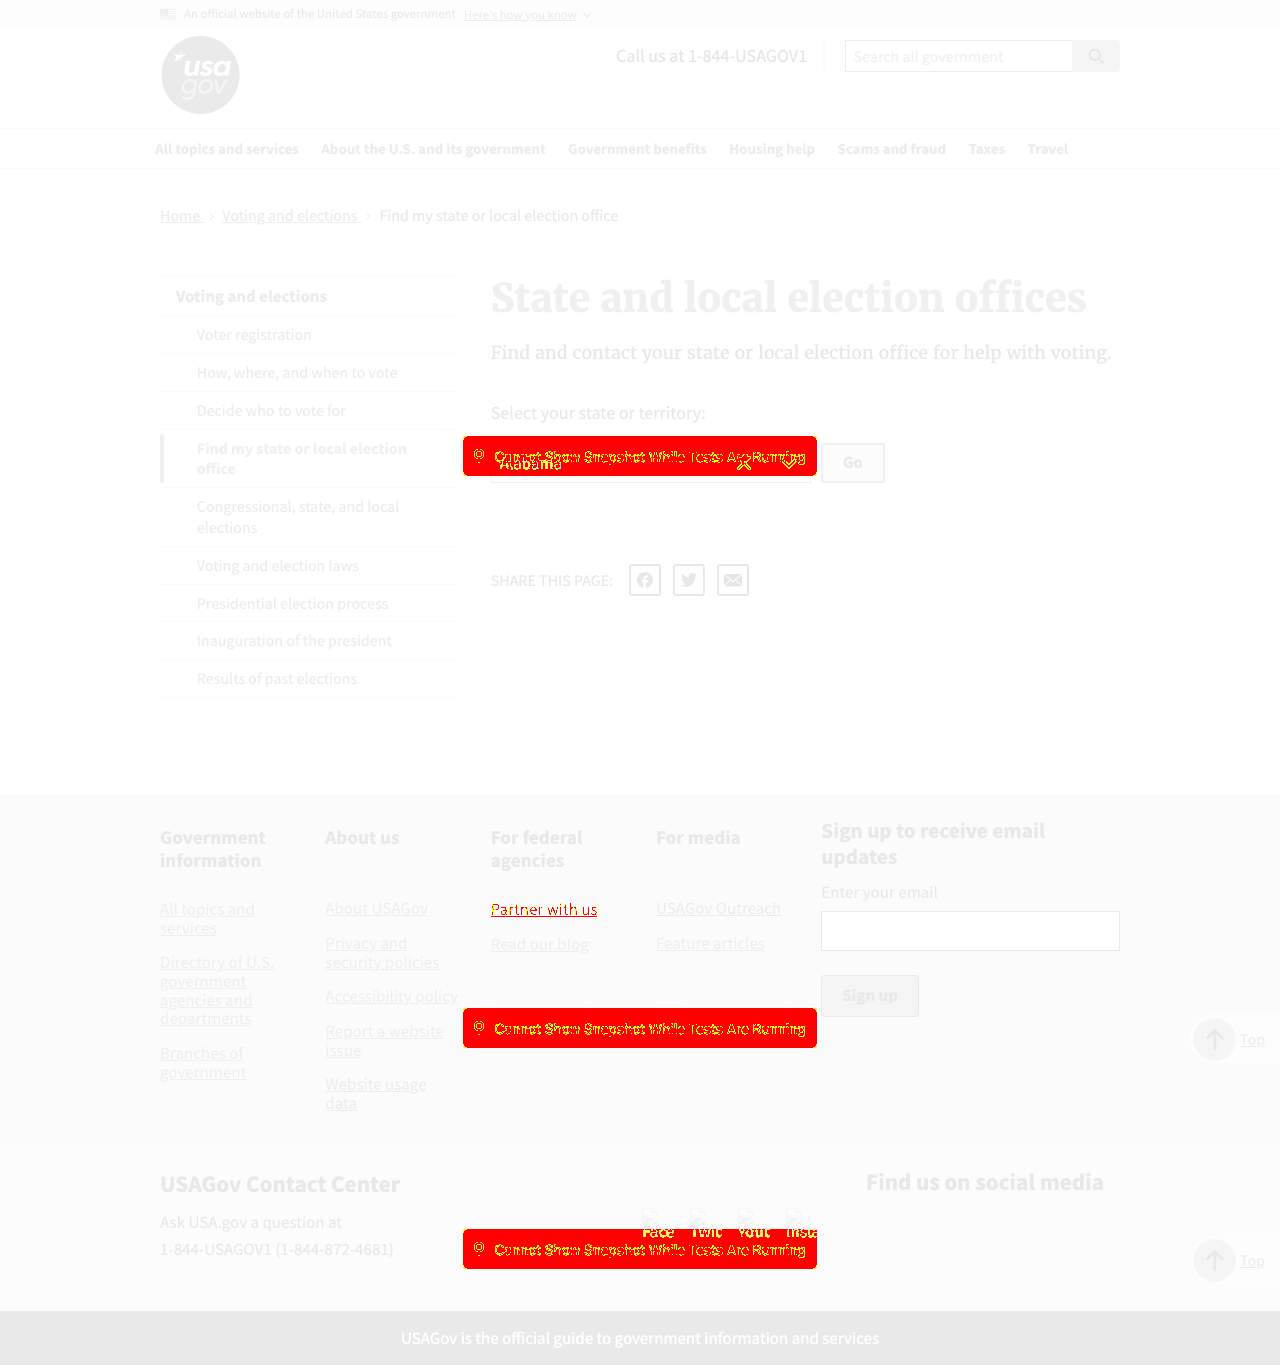 An official website of the United States government Here's how you know
usa
gov
Call us at 1-844-USAGOV1
Search all government
All topics and services About the U.S. and its government Government benefits Housing help Scams and fraud Taxes Travel
Home › Voting and elections › Find my state or local election office
Voting and elections
Voter registration
How, where, and when to vote
Decide who to vote for
Find my state or local election
office
Congressional, state, and local
elections
Voting and election laws
Presidential election process
Inauguration of the president
Results of past elections
State and local election offices
Find and contact your state or local election office for help with voting.
Select your state or territory:
Cannot Show Snapshot While Tests Are Running
Alabama
Go
SHARE THIS PAGE:
Government
information
All topics and
services
Directory of U.S.
government
agencies and
departments
Branches of
government
About us
About USAGov
Privacy and
security policies
Accessibility policy
Report a website
issue
Website usage
data
For federal
agencies
Partner with us
Read our blog
For media
USAGov Outreach
Feature articles
Sign up to receive email
updates
Enter your email
Sign up
Cannot Show Snapshot While Tests Are Running
Top
USAGov Contact Center
Ask USA.gov a question at
1-844-USAGOV1 (1-844-872-4681)
Find us on social media
Face Twit Yout Insta
Cannot Show Snapshot While Tests Are Running
Top
USAGov is the official guide to government information and services